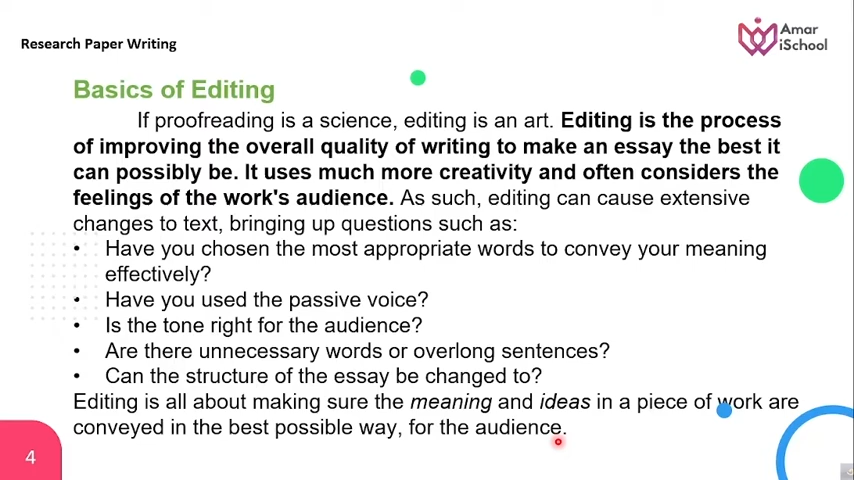 Research Paper Writing
Amar
iSchool
Basics of Editing
If proofreading is a science, editing is an art. Editing is the process
of improving the overall quality of writing to make an essay the best it
can possibly be. It uses much more creativity and often considers the
feelings of the work's audience. As such, editing can cause extensive
changes to text, bringing up questions such as:
• Have you chosen the most appropriate words to convey your meaning
effectively?
• Have you used the passive voice?
• Is the tone right for the audience?
• Are there unnecessary words or overlong sentences?
• Can the structure of the essay be changed to?
Editing is all about making sure the meaning and ideas in a piece of work are
conveyed in the best possible way, for the audience.
4